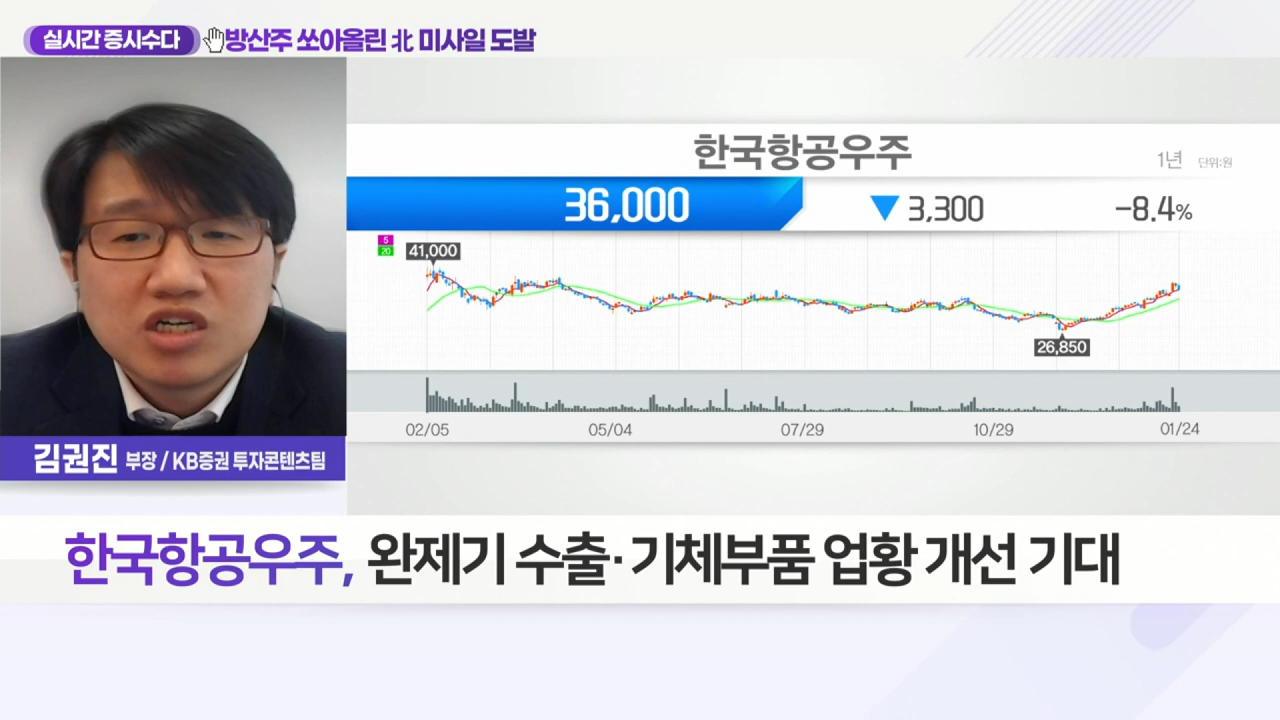 실시간 증시수다
방산주 쏘아올린 北 미사일 도발
한국항공우주
1년 단위:원
36,000 ▼ 3,300 -8.4%
5
20
41,000
26,850
02/05 05/04 07/29 10/29 01/24
김권진 부장 / KB증권 투자콘텐츠팀
한국항공우주, 완제기 수출·기체부품 업황 개선 기대